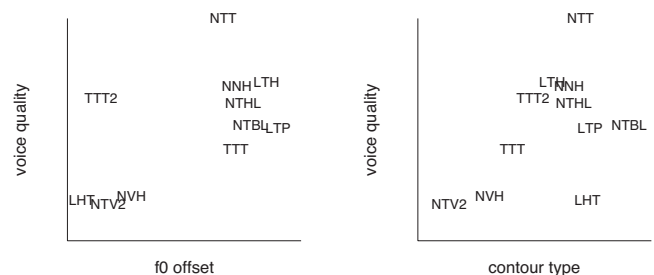 NTT
NNH
LTH
TTT2
NTHL
NTBL
LTP
TTT
LHT
NTV2
NVH
voice quality
f0 offset
NTT
LTH
NNH
TTT2
NTHL
LTP
NTBL
TTT
NTV2
NVH
LHT
voice quality
contour type